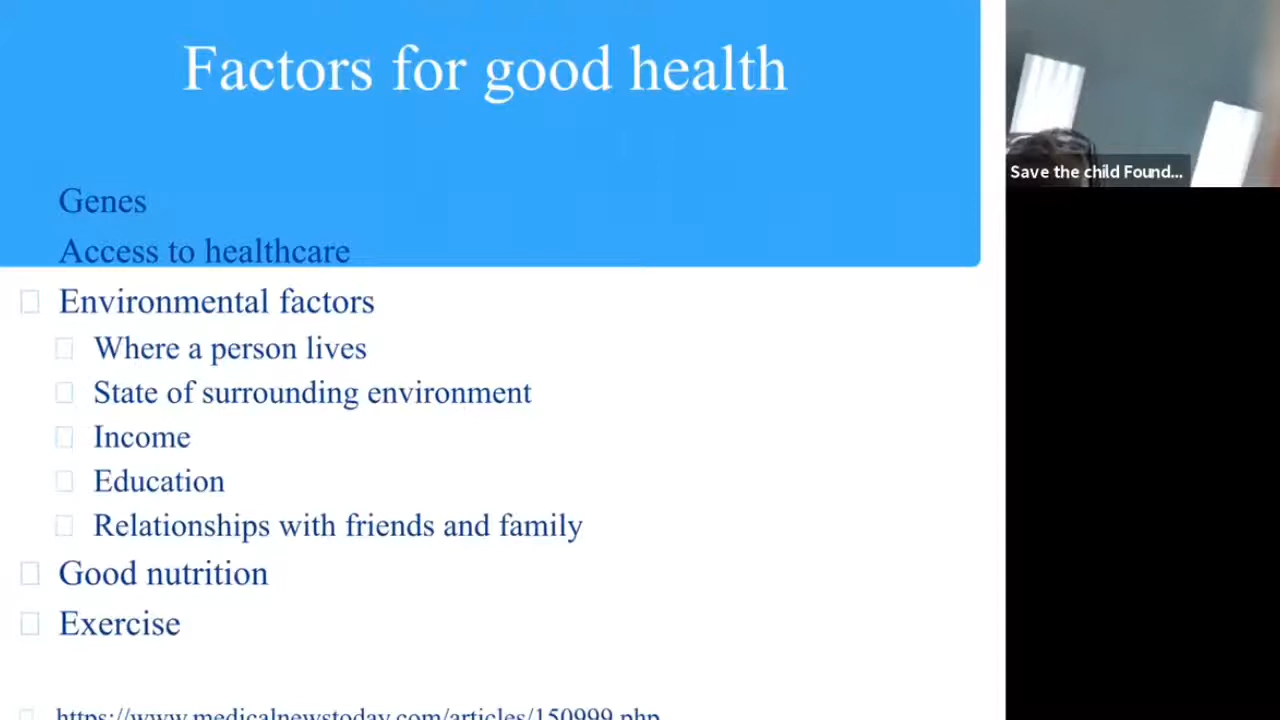 Factors for good health
Save the child Found...
Genes
Access to healthcare
Environmental factors
Where a person lives
State of surrounding environment
Income
Education
Relationships with friends and family
Good nutrition
Exercise
https://www.medicalnewstoday.com/articles/150999.php